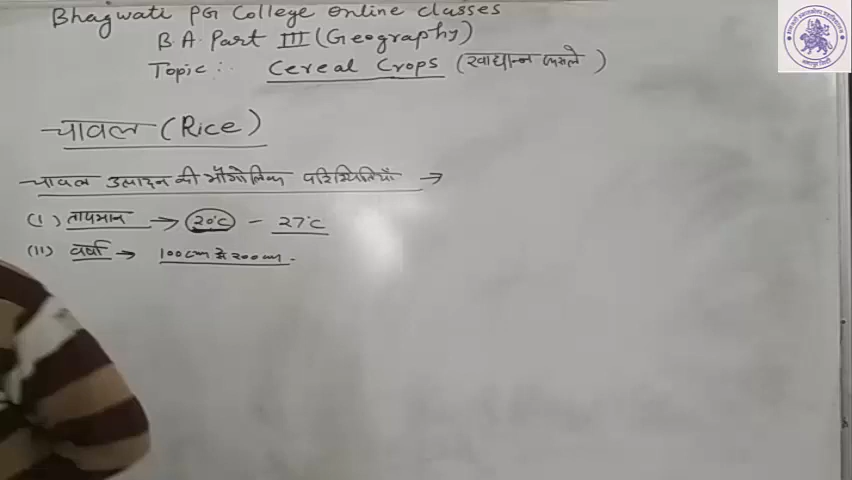 Bhagwati PG College Online classes
B.A. Part III (Geography)
Topic:- Cereal Crops (खाद्यान्न फसलें)
चावल (Rice)
चावल उत्पादन की भौगोलिक परिस्थितियाँ →
(I) तापमान → 20°C - 27°C
(II) वर्षा → 100cm से 200cm.